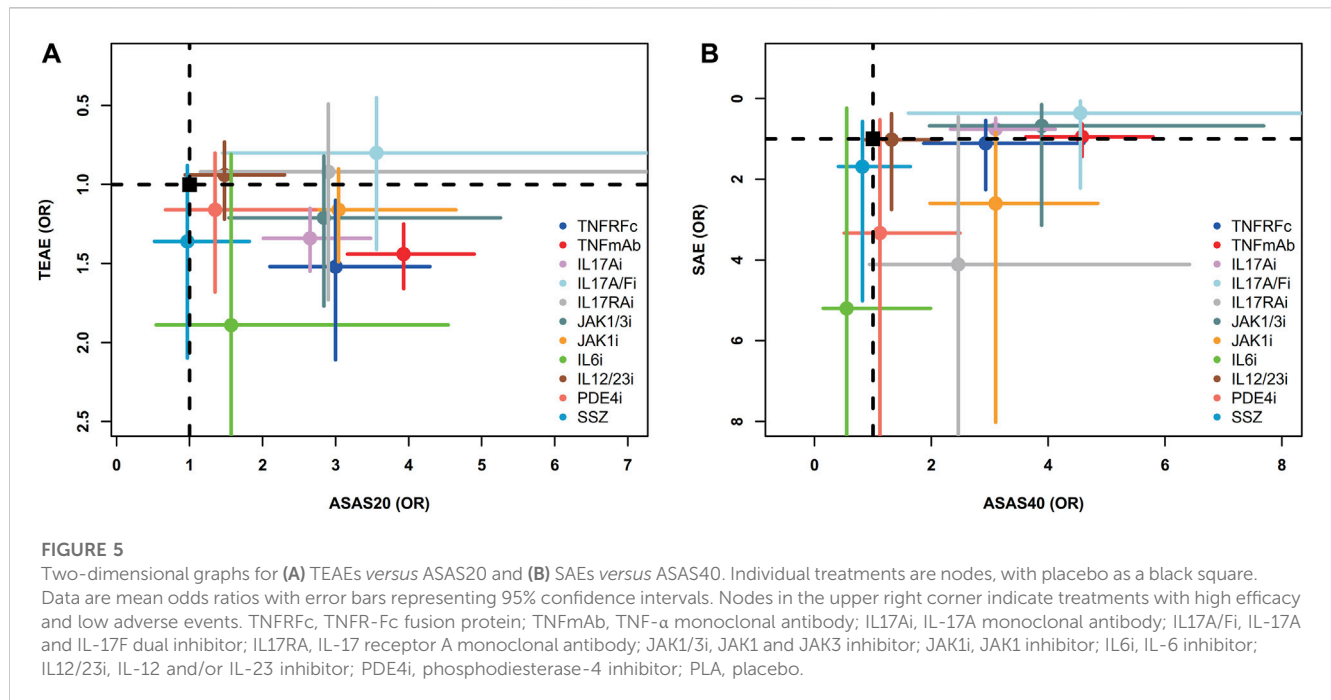 A
TEAE (OR)
0.5
1.0
1.5
2.0
2.5
TNFRFc
TNFmAb
IL17Ai
IL17A/Fi
IL17RAi
JAK1/3i
JAK1i
IL6i
IL12/23i
PDE4i
SSZ
0 1 2 3 4 5 6 7
ASAS20 (OR)
B
SAE (OR)
0
2
4
6
8
TNFRFc
TNFmAb
IL17Ai
IL17A/Fi
IL17RAi
JAK1/3i
JAK1i
IL6i
IL12/23i
PDE4i
SSZ
0 2 4 6 8
ASAS40 (OR)
FIGURE 5
Two-dimensional graphs for (A) TEAEs versus ASAS20 and (B) SAEs versus ASAS40. Individual treatments are nodes, with placebo as a black square.
Data are mean odds ratios with error bars representing 95% confidence intervals. Nodes in the upper right corner indicate treatments with high efficacy
and low adverse events. TNFRFc, TNFR-Fc fusion protein; TNFmAb, TNF-α monoclonal antibody; IL17Ai, IL-17A monoclonal antibody; IL17A/Fi, IL-17A
and IL-17F dual inhibitor; IL17RA, IL-17 receptor A monoclonal antibody; JAK1/3i, JAK1 and JAK3 inhibitor; JAK1i, JAK1 inhibitor; IL6i, IL-6 inhibitor;
IL12/23i, IL-12 and/or IL-23 inhibitor; PDE4i, phosphodiesterase-4 inhibitor; PLA, placebo.